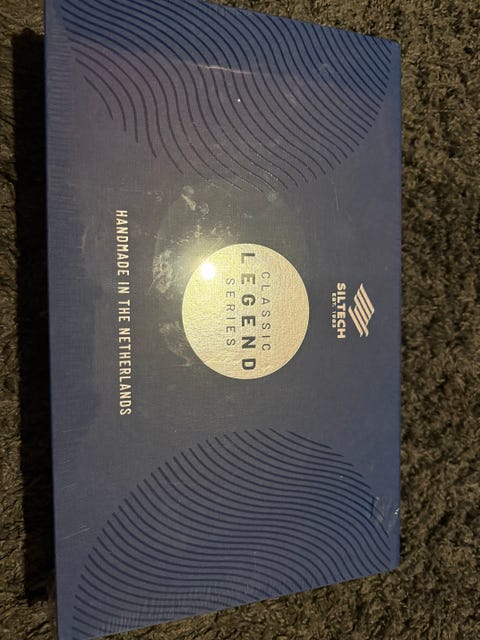 SILTECH
EST. 1983
CLASSIC
LEGEND
SERIES
HANDMADE IN THE NETHERLANDS